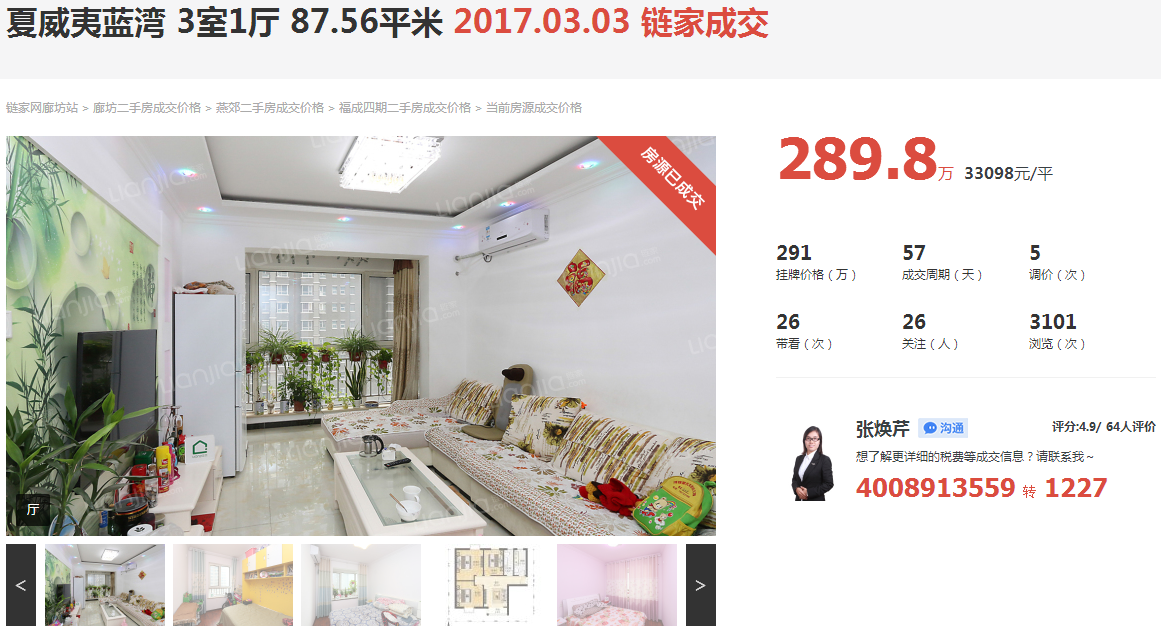 夏威夷蓝湾 3室1厅 87.56平米 2017.03.03 链家成交
链家网廊坊站 > 廊坊二手房成交价格 > 燕郊二手房成交价格 > 福成四期二手房成交价格 > 当前房源成交价格
房源已成交
289.8万 33098元/平
291 57 5
挂牌价格（万） 成交周期（天） 调价（次）
26 26 3101
带看（次） 关注（人） 浏览（次）
张焕芹 沟通 评分:4.9/ 64人评价
想了解更详细的税费等成交信息？请联系我～
4008913559 转 1227
福
Lianjia
厅
< >